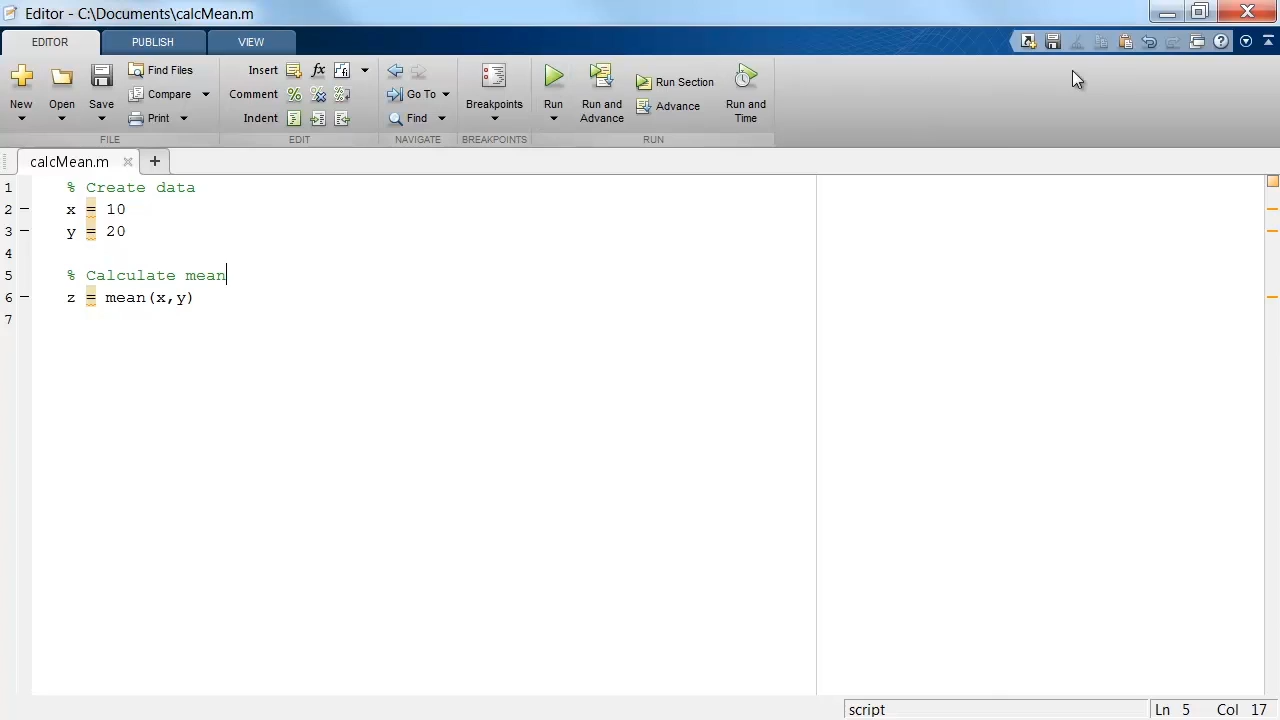 Editor - C:\Documents\calcMean.m
EDITOR PUBLISH VIEW
Find Files Insert fx Run Section
Compare Comment Go To Advance
Print Indent Find
New Open Save Breakpoints Run Run and Advance Run and Time
FILE EDIT NAVIGATE BREAKPOINTS RUN
calcMean.m
1 % Create data
2 x = 10
3 y = 20
4
5 % Calculate mean
6 z = mean(x,y)
7
script Ln 5 Col 17